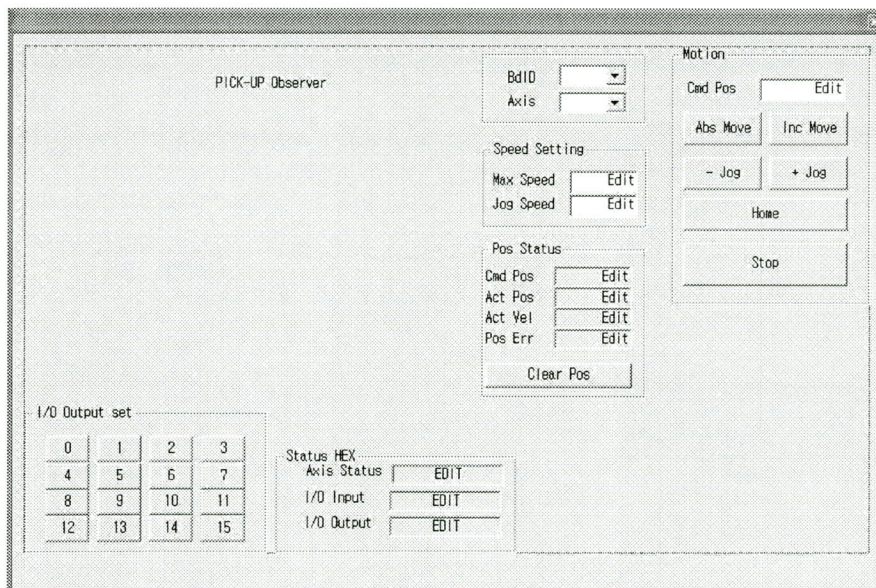 PICK-UP Observer
BdID
Axis
Speed Setting
Max Speed Edit
Jog Speed Edit
Pos Status
Cmd Pos Edit
Act Pos Edit
Act Vel Edit
Pos Err Edit
Clear Pos
Motion
Cmd Pos Edit
Abs Move Inc Move
- Jog + Jog
Home
Stop
I/O Output set
0 1 2 3
4 5 6 7
8 9 10 11
12 13 14 15
Status HEX
Axis Status EDIT
I/O Input EDIT
I/O Output EDIT